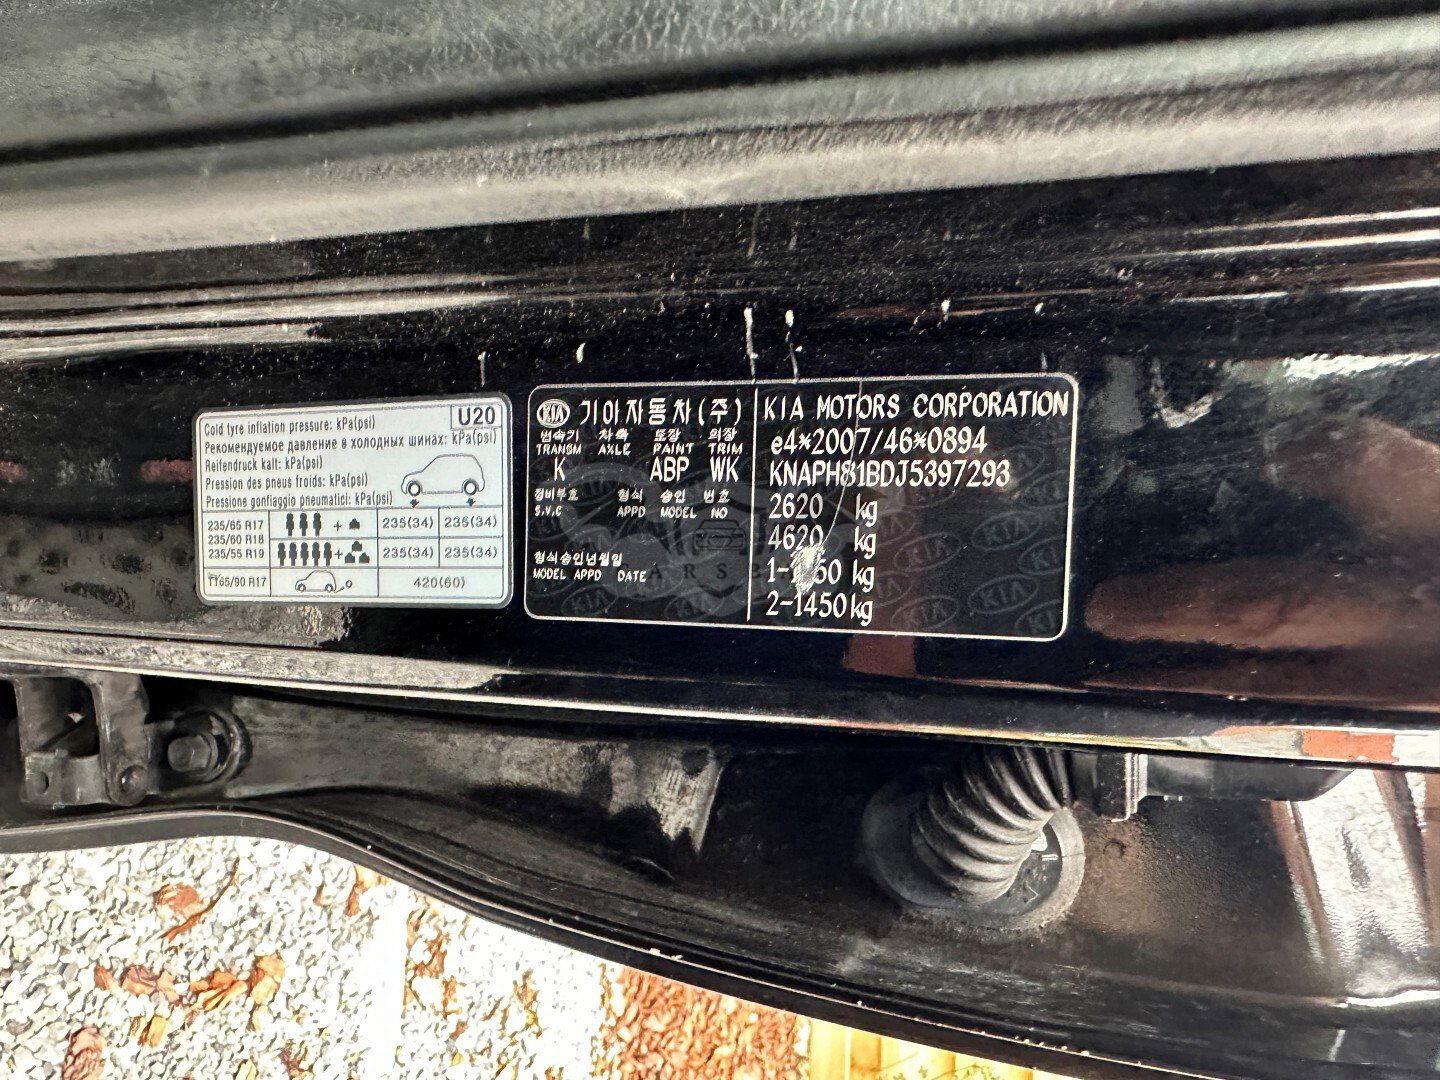 Cold tyre inflation pressure: kPa(psi) U20
Рекомендуемое давление в холодных шинах: kPa(psi)
Reifendruck kalt: kPa(psi)
Pression des pneus froids: kPa(psi)
Pressione gonfiaggio pneumatici: kPa(psi)
235/65 R17 + 235(34) 235(34)
235/60 R18
235/55 R19 + 235(34) 235(34)
T165/90 R17 420(60)
KIA 기아자동차(주) KIA MOTORS CORPORATION
변속기 차축 도장 의장 e4*2007/46*0894
TRANSM AXLE PAINT TRIM
K ABP WK KNAPH81BDJ5397293
정비부호 형식 승인 번호 2620 kg
S.V.C APPD MODEL NO
4620 kg
형식승인년월일
MODEL APPD DATE 1- kg
2-1450kg